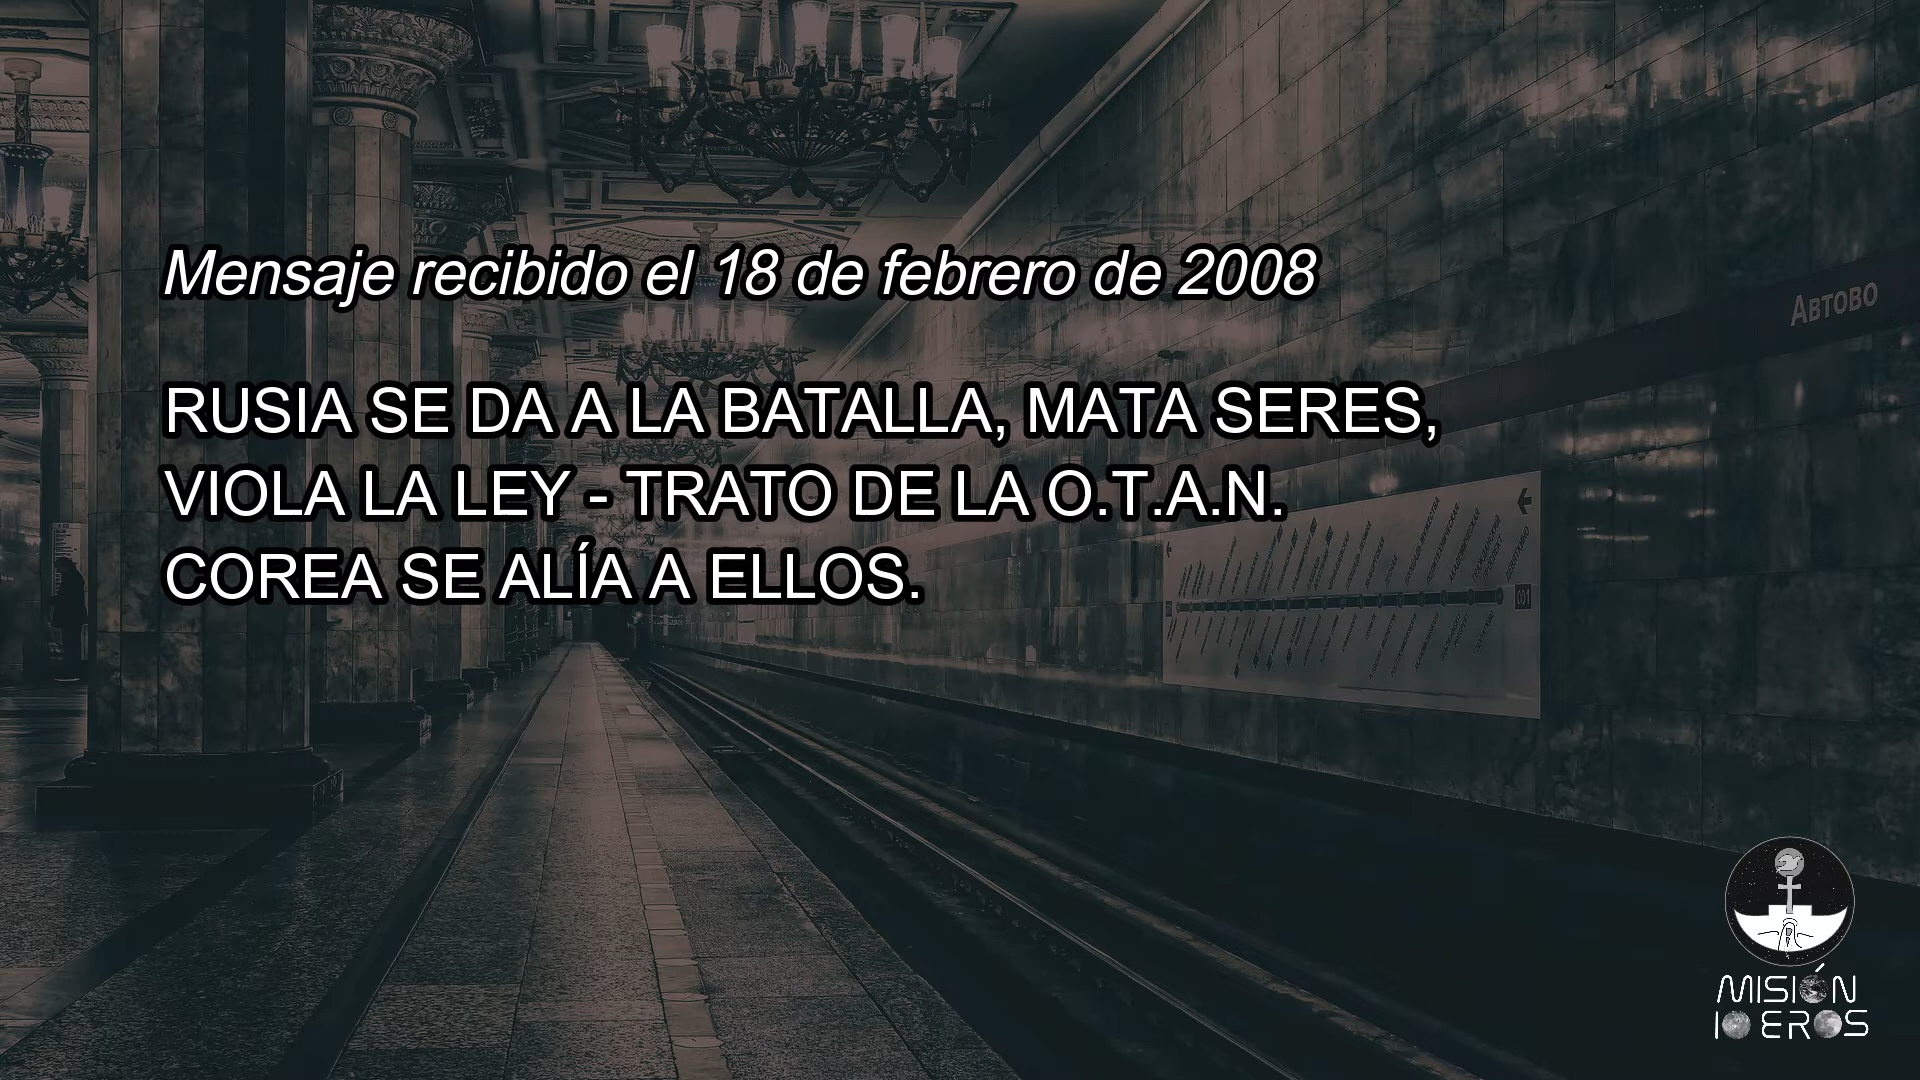 Mensaje recibido el 18 de febrero de 2008
RUSIA SE DA A LA BATALLA, MATA SERES,
VIOLA LA LEY - TRATO DE LA O.T.A.N.
COREA SE ALÍA A ELLOS.
Автово
MISIÓN
IO EROS